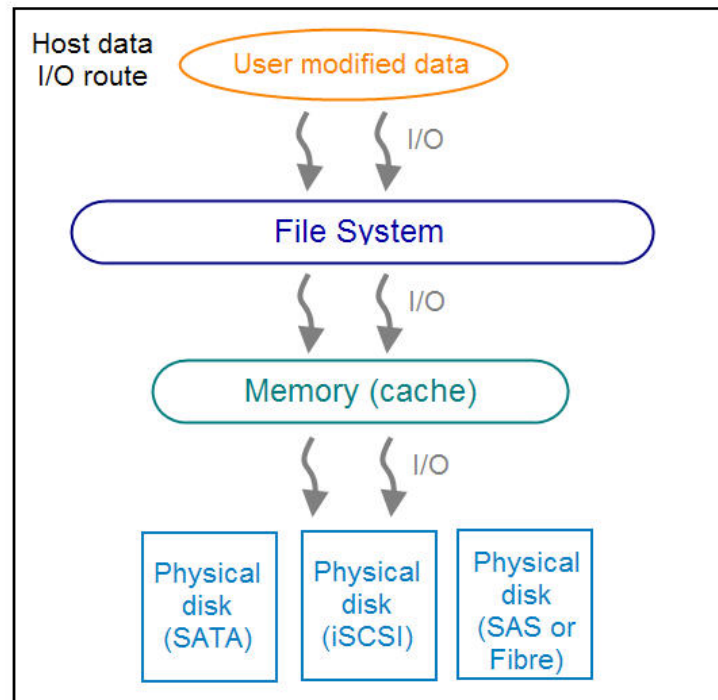 Host data
I/O route
User modified data
I/O
File System
I/O
Memory (cache)
I/O
Physical
disk
(SATA)
Physical
disk
(iSCSI)
Physical
disk
(SAS or
Fibre)